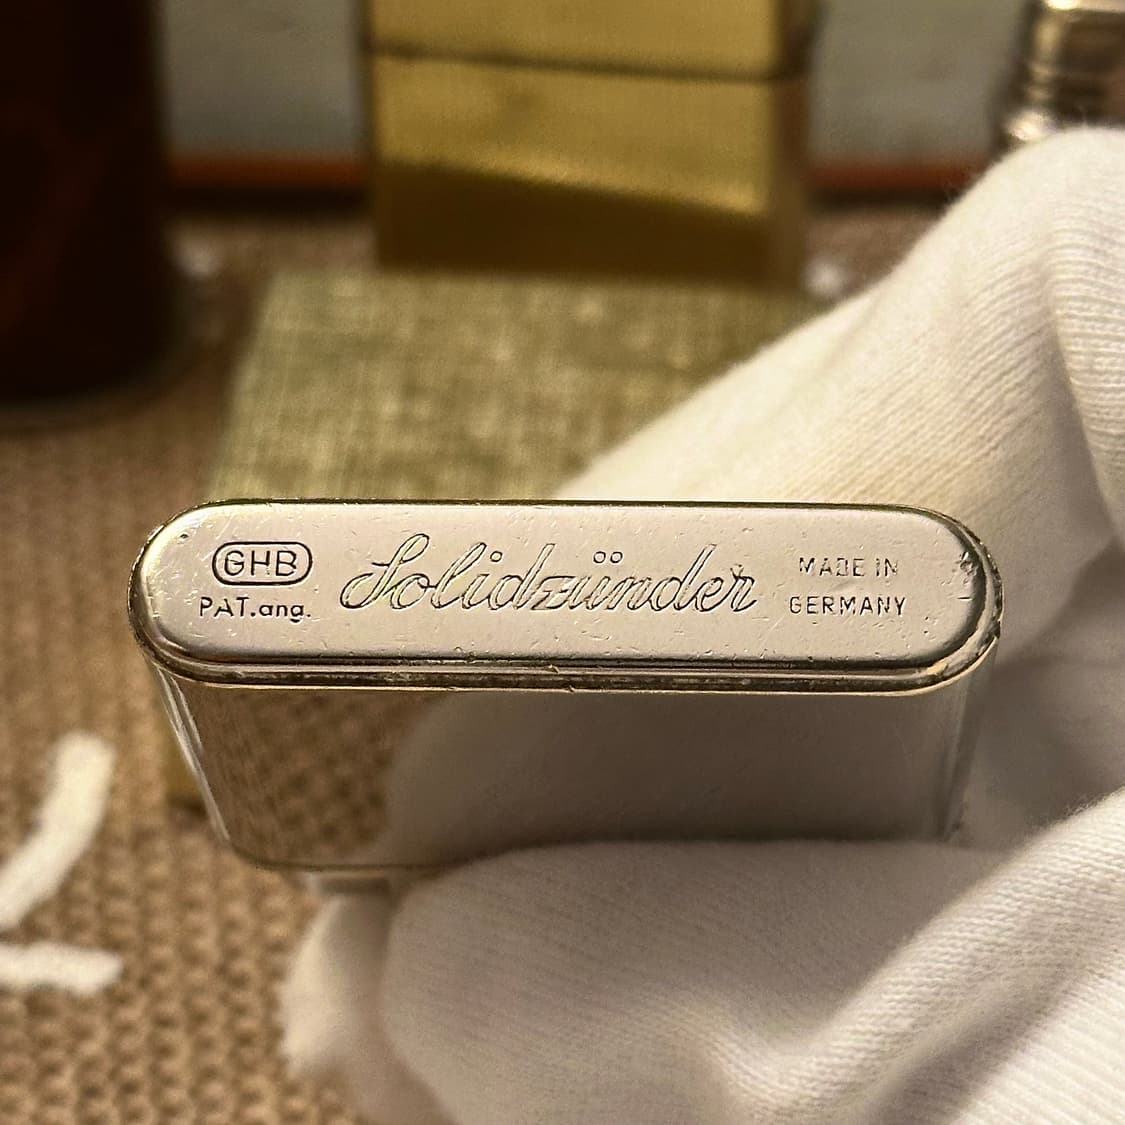 GHB
PAT.ang.
Solidzünder
MADE IN
GERMANY